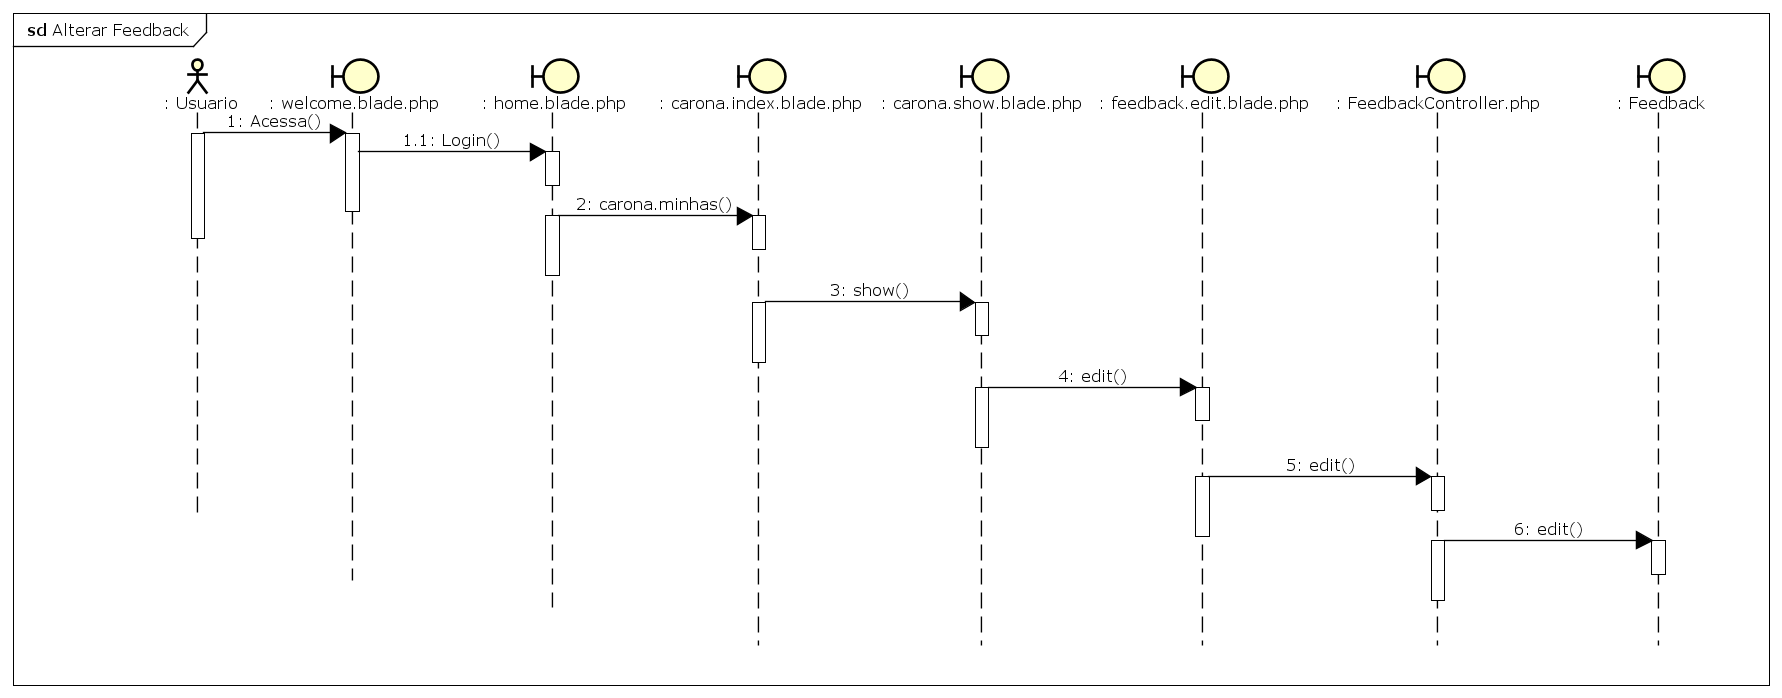 sd Alterar Feedback
: Usuario
: welcome.blade.php
: home.blade.php
: carona.index.blade.php
: carona.show.blade.php
: feedback.edit.blade.php
: FeedbackController.php
: Feedback
1: Acessa()
1.1: Login()
2: carona.minhas()
3: show()
4: edit()
5: edit()
6: edit()